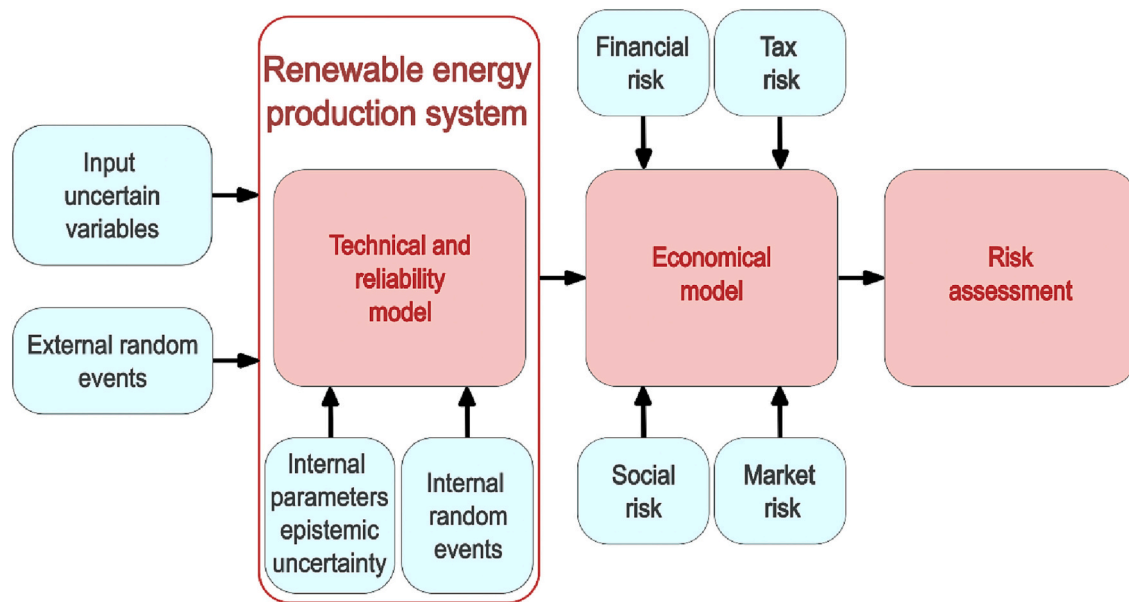 Renewable energy
production system
Input
uncertain
variables
External random
events
Technical and
reliability
model
Internal
parameters
epistemic
uncertainty
Internal
random
events
Financial
risk
Tax
risk
Economical
model
Social
risk
Market
risk
Risk
assessment